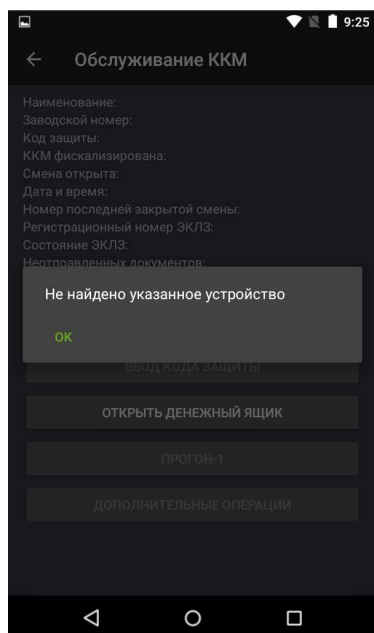 9:25
Обслуживание ККМ
Наименование:
Заводской номер:
Код защиты:
ККМ фискализирована:
Смена открыта:
Дата и время:
Номер последней закрытой смены:
Регистрационный номер ЭКЛЗ:
Состояние ЭКЛЗ:
Неотправленных документов:
Не найдено указанное устройство
ОК
ВВОД КОДА ЗАЩИТЫ
ОТКРЫТЬ ДЕНЕЖНЫЙ ЯЩИК
ПРОГОН-1
ДОПОЛНИТЕЛЬНЫЕ ОПЕРАЦИИ